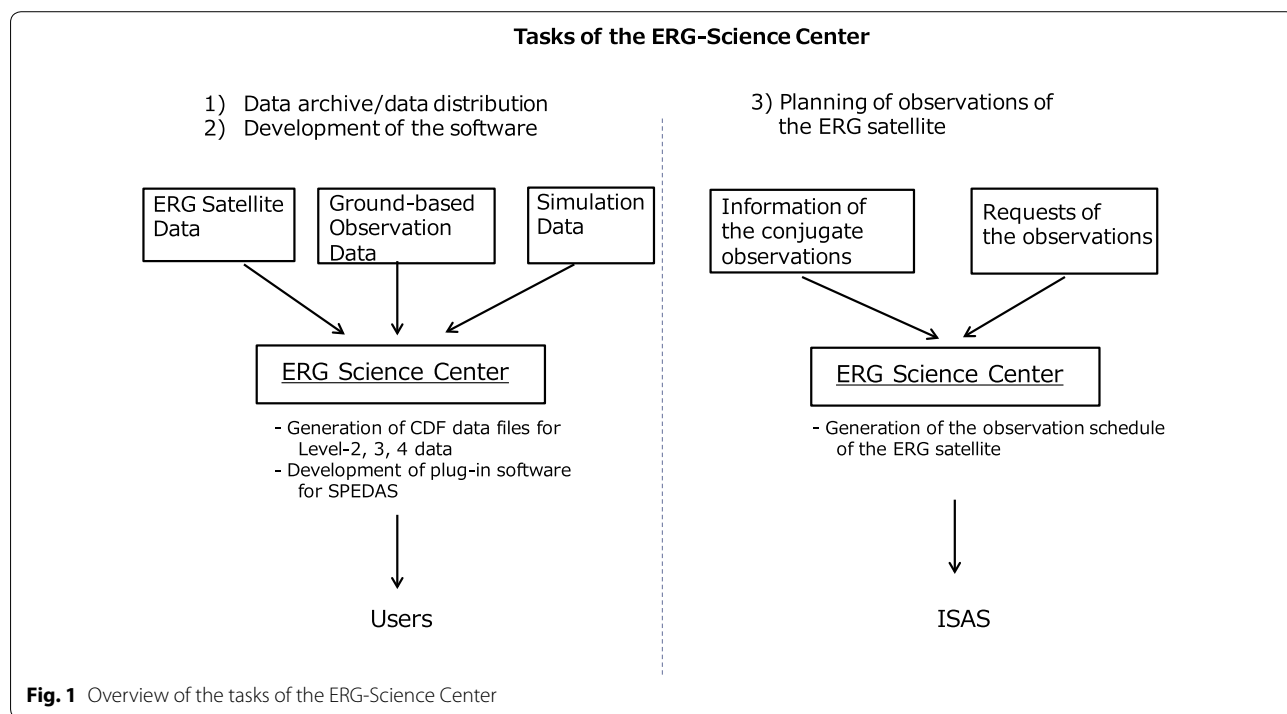 Tasks of the ERG-Science Center
1) Data archive/data distribution
2) Development of the software
ERG Satellite
Data
Ground-based
Observation
Data
Simulation
Data
ERG Science Center
- Generation of CDF data files for
Level-2, 3, 4 data
- Development of plug-in software
for SPEDAS
Users
3) Planning of observations of
the ERG satellite
Information of
the conjugate
observations
Requests of
the observations
ERG Science Center
- Generation of the observation schedule
of the ERG satellite
ISAS
Fig. 1 Overview of the tasks of the ERG-Science Center